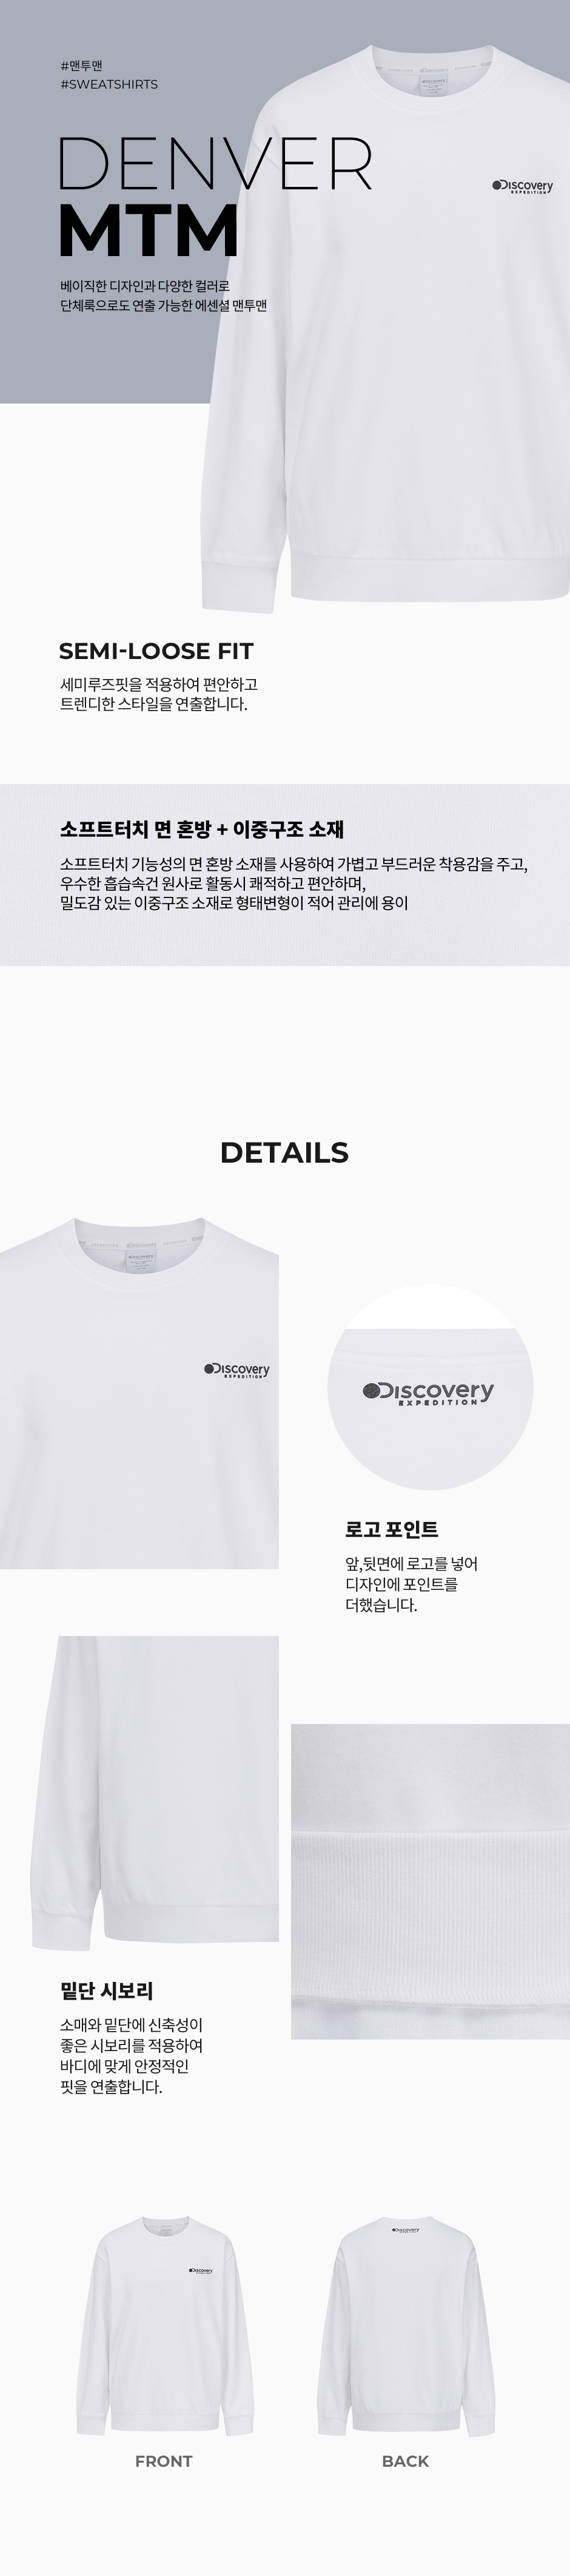 #맨투맨
#SWEATSHIRTS
DENVER
MTM
베이직한 디자인과 다양한 컬러로
단체룩으로도 연출 가능한 에센셜 맨투맨
Discovery
EXPEDITION
SEMI-LOOSE FIT
세미루즈핏을 적용하여 편안하고
트렌디한 스타일을 연출합니다.
소프트터치 면 혼방 + 이중구조 소재
소프트터치 기능성의 면 혼방 소재를 사용하여 가볍고 부드러운 착용감을 주고,
우수한 흡습속건 원사로 활동시 쾌적하고 편안하며,
밀도감 있는 이중구조 소재로 형태변형이 적어 관리에 용이
DETAILS
Discovery
EXPEDITION
Discovery
EXPEDITION
로고 포인트
앞,뒷면에 로고를 넣어
디자인에 포인트를
더했습니다.
밑단 시보리
소매와 밑단에 신축성이
좋은 시보리를 적용하여
바디에 맞게 안정적인
핏을 연출합니다.
Discovery
Discovery
FRONT
BACK